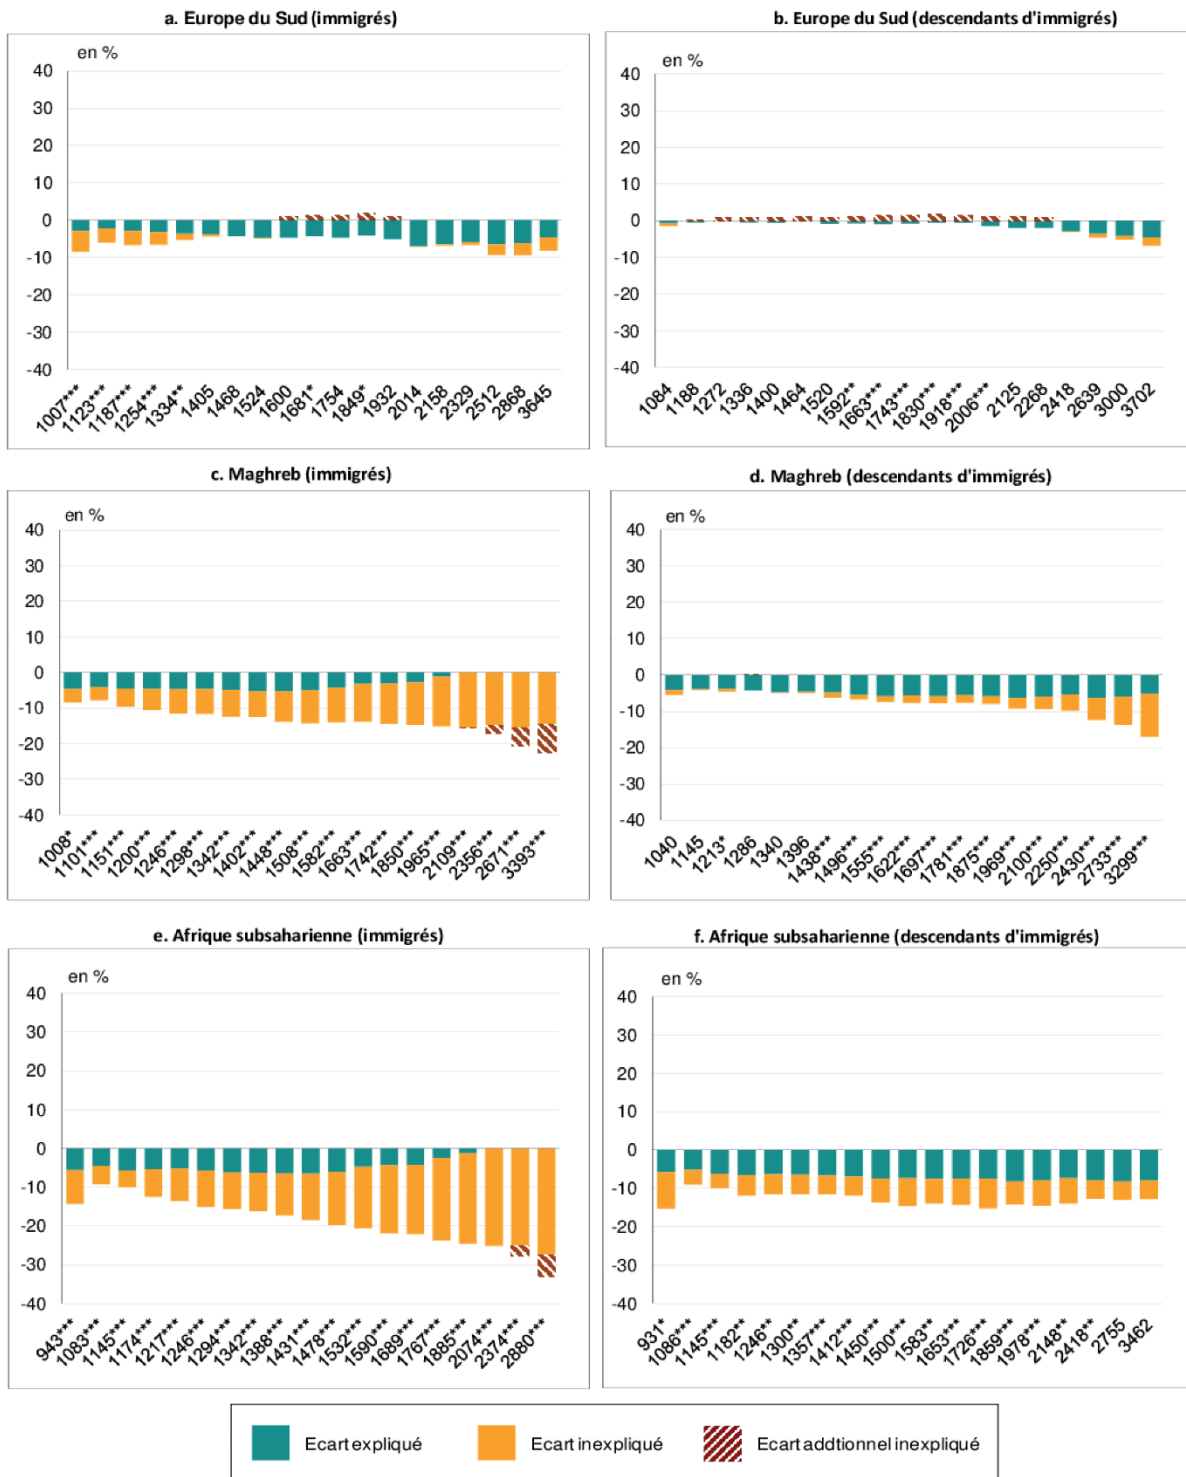 a. Europe du Sud (immigrés)
en %
40
30
20
10
0
-10
-20
-30
-40
1007*** 1123*** 1187*** 1254*** 1334** 1405 1468 1524 1600 1681* 1754 1849* 1932 2014 2158 2329 2512 2868 3645
b. Europe du Sud (descendants d'immigrés)
en %
40
30
20
10
0
-10
-20
-30
-40
1084 1188 1272 1336 1400 1464 1520 1592** 1663*** 1743*** 1830*** 1918*** 2006*** 2125 2268 2418 2639 3000 3702
c. Maghreb (immigrés)
en %
40
30
20
10
0
-10
-20
-30
-40
1008* 1101*** 1151*** 1200*** 1246*** 1298*** 1342*** 1402*** 1448*** 1508*** 1582*** 1663*** 1742*** 1850*** 1965*** 2109*** 2356*** 2671*** 3393***
d. Maghreb (descendants d'immigrés)
en %
40
30
20
10
0
-10
-20
-30
-40
1040 1145 1213* 1286 1340 1396 1438*** 1496*** 1555*** 1622*** 1697*** 1781*** 1875*** 1969*** 2100*** 2250*** 2430*** 2733*** 3299***
e. Afrique subsaharienne (immigrés)
en %
40
30
20
10
0
-10
-20
-30
-40
943*** 1083*** 1145*** 1174*** 1217*** 1246*** 1294*** 1342*** 1388*** 1431*** 1478*** 1532*** 1590*** 1689*** 1767*** 1885*** 2074*** 2374*** 2880***
f. Afrique subsaharienne (descendants d'immigrés)
en %
40
30
20
10
0
-10
-20
-30
-40
931* 1086*** 1145*** 1182** 1246** 1300** 1357*** 1412*** 1450*** 1500*** 1583** 1653*** 1726*** 1859*** 1978*** 2148** 2418** 2755 3462
Ecart expliqué Ecart inexpliqué Ecart addtionnel inexpliqué